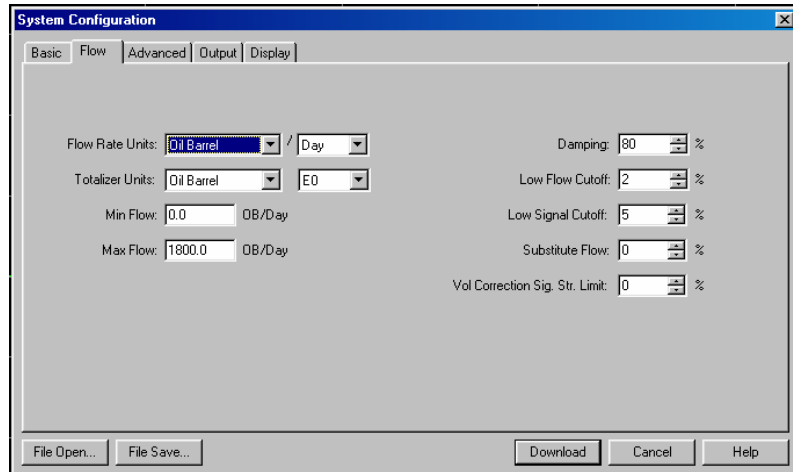 System Configuration
Basic Flow Advanced Output Display
Flow Rate Units: Oil Barrel / Day
Totalizer Units: Oil Barrel E0
Min Flow: 0.0 OB/Day
Max Flow: 1800.0 OB/Day
Damping: 80 %
Low Flow Cutoff: 2 %
Low Signal Cutoff: 5 %
Substitute Flow: 0 %
Vol Correction Sig. Str. Limit: 0 %
File Open... File Save... Download Cancel Help